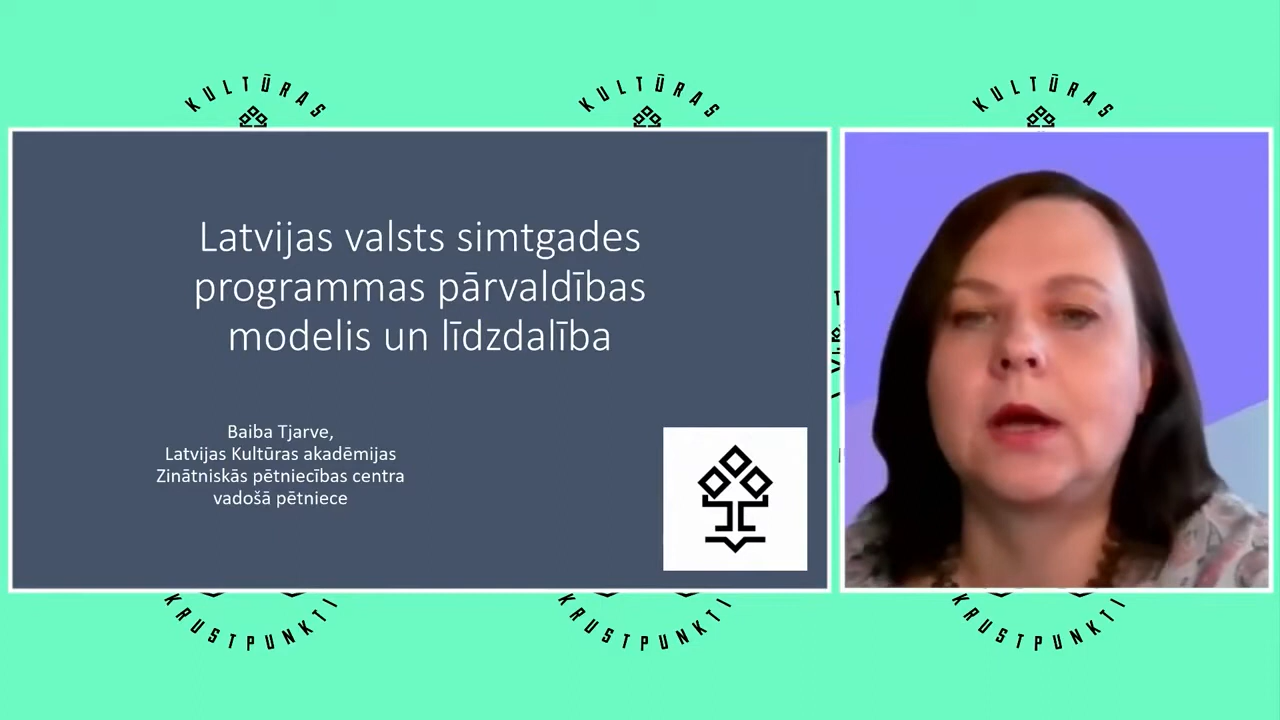 KULTŪRAS
KULTŪRAS
KULTŪRAS
Latvijas valsts simtgades
programmas pārvaldības
modelis un līdzdalība
Baiba Tjarve,
Latvijas Kultūras akadēmijas
Zinātniskās pētniecības centra
vadošā pētniece
KRUSTPUNKTI
KRUSTPUNKTI
KRUSTPUNKTI